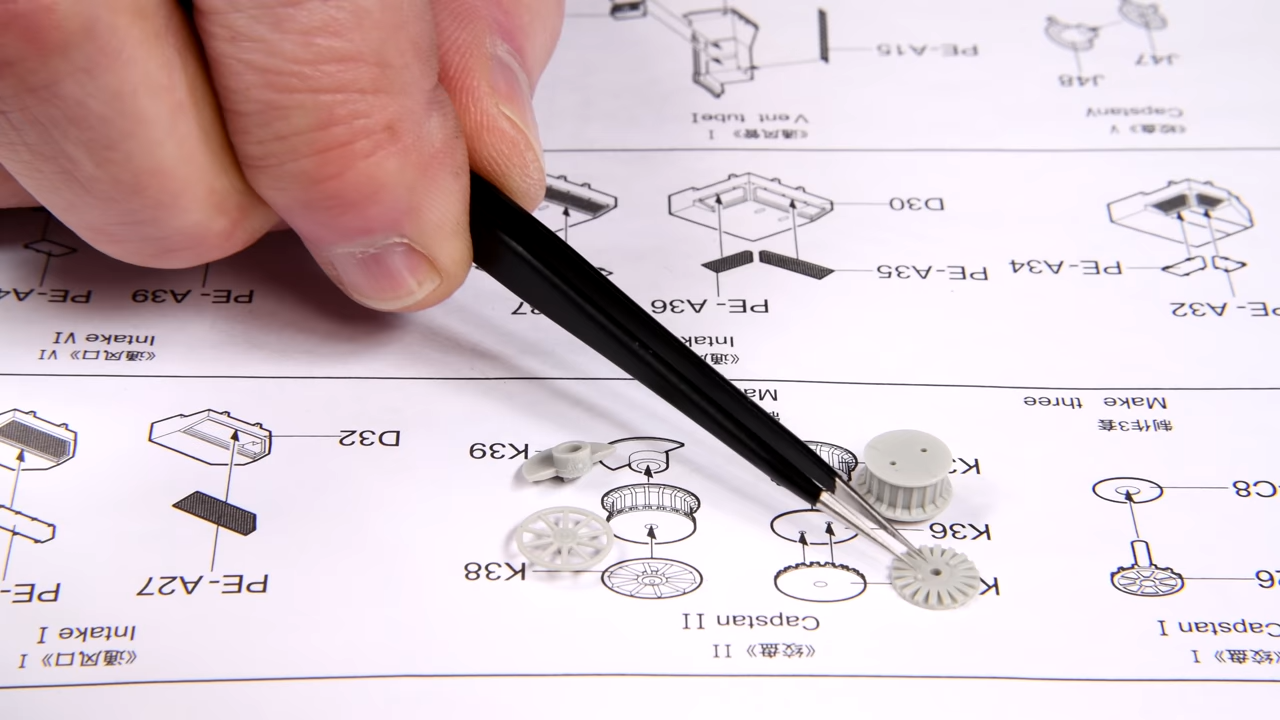 《绞盘》 I
Capstan I
C8
制作3套
Make three
《绞盘》 II
Capstan II
K36
K38
K39
《通风口》 I
Intake I
PE-A27
D32
PE-A32
PE-A34
PE-A35
PE-A36
D30
《通风口》 VI
Intake VI
PE-A39
《绞盘》 V
CapstanV
J47
J48
《通风管》 I
Vent tubeI
PE-A15